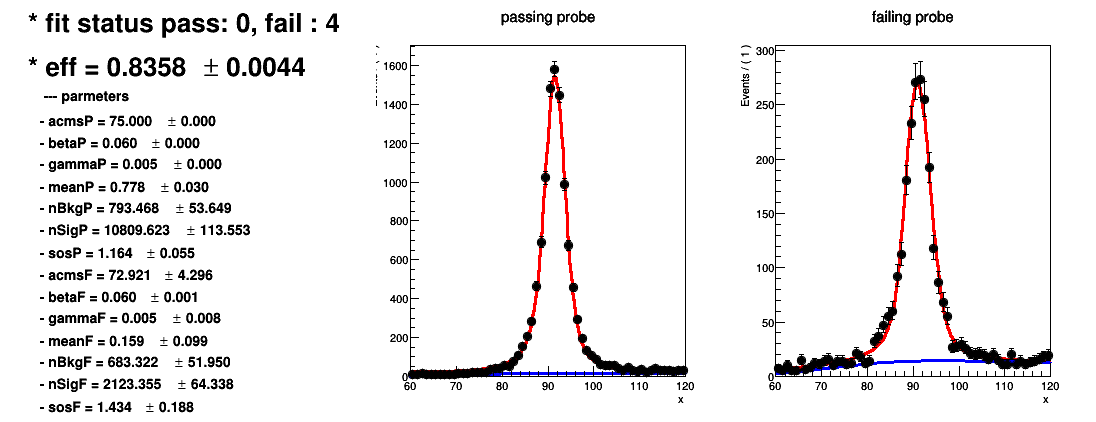 * fit status pass: 0, fail : 4
* eff = 0.8358 ± 0.0044
--- parmeters
- acmsP = 75.000 ± 0.000
- betaP = 0.060 ± 0.000
- gammaP = 0.005 ± 0.000
- meanP = 0.778 ± 0.030
- nBkgP = 793.468 ± 53.649
- nSigP = 10809.623 ± 113.553
- sosP = 1.164 ± 0.055
- acmsF = 72.921 ± 4.296
- betaF = 0.060 ± 0.001
- gammaF = 0.005 ± 0.008
- meanF = 0.159 ± 0.099
- nBkgF = 683.322 ± 51.950
- nSigF = 2123.355 ± 64.338
- sosF = 1.434 ± 0.188
passing probe
1600
1400
1200
1000
800
600
400
200
0
60 70 80 90 100 110 120
x
failing probe
Events / ( 1 )
300
250
200
150
100
50
0
60 70 80 90 100 110 120
x